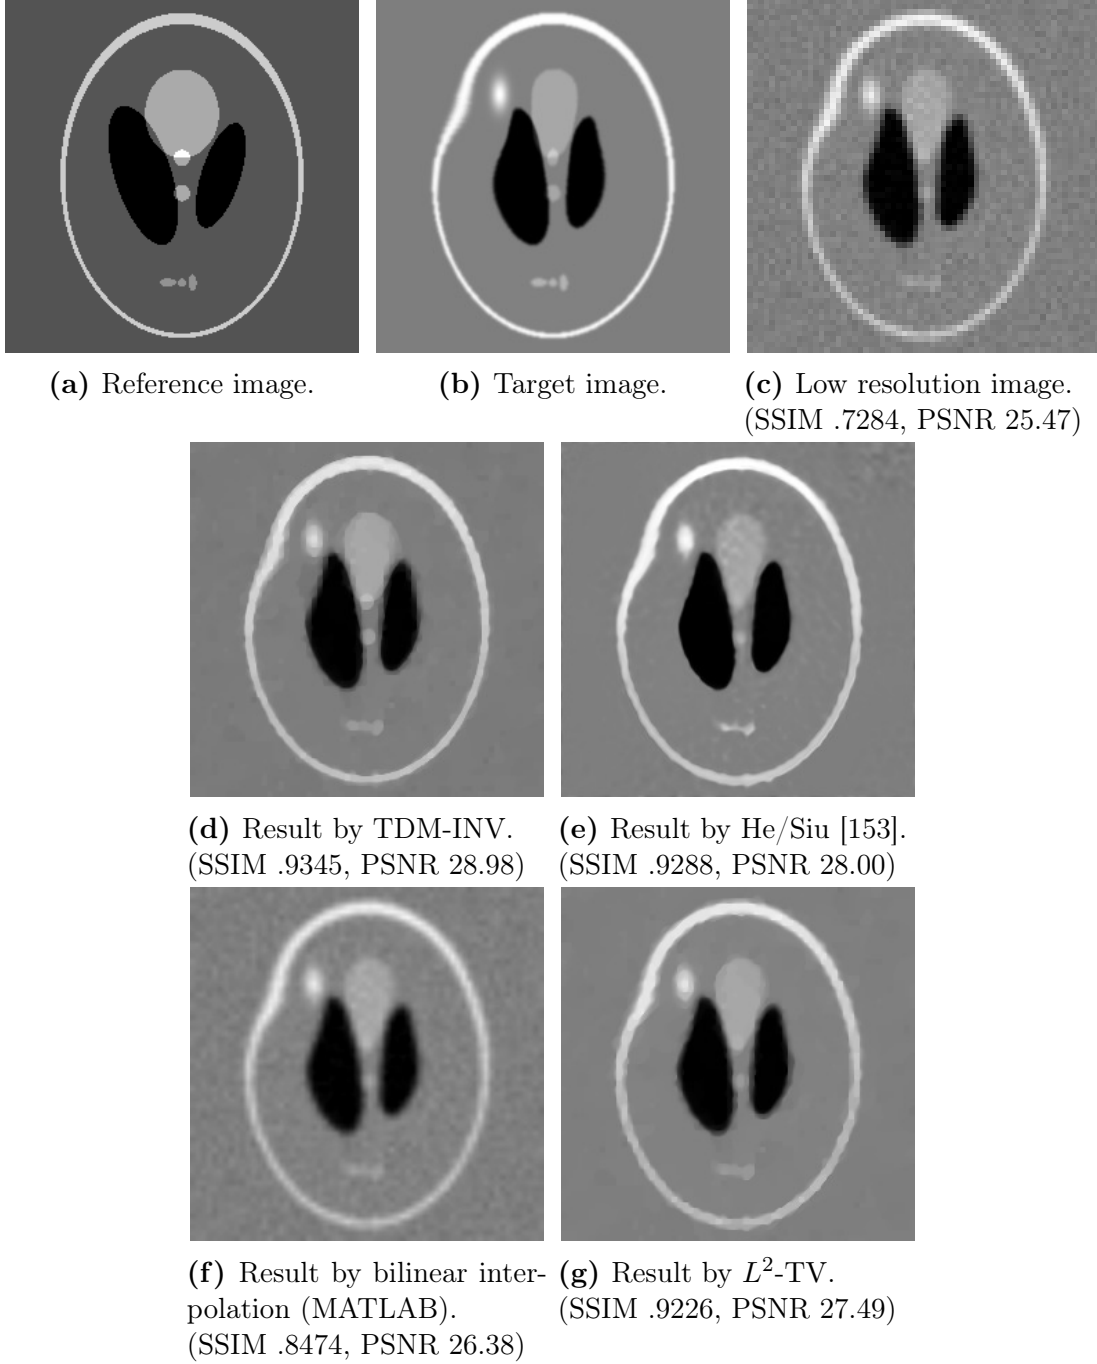 (a) Reference image.
(b) Target image.
(c) Low resolution image.
(SSIM .7284, PSNR 25.47)
(d) Result by TDM-INV.
(SSIM .9345, PSNR 28.98)
(e) Result by He/Siu [153].
(SSIM .9288, PSNR 28.00)
(f) Result by bilinear inter-
polation (MATLAB).
(SSIM .8474, PSNR 26.38)
(g) Result by L²-TV.
(SSIM .9226, PSNR 27.49)